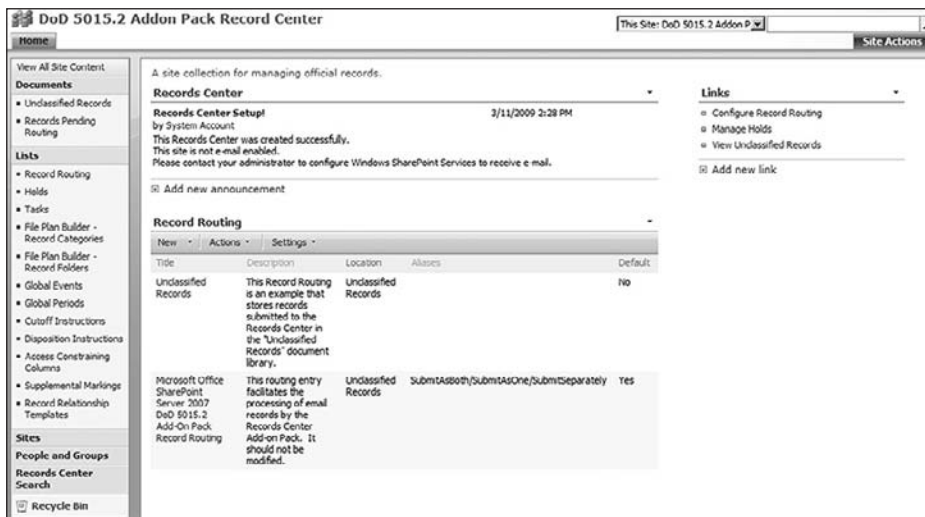 DoD 5015.2 Addon Pack Record Center
This Site: DoD 5015.2 Addon P
Home
Site Actions
View All Site Content
Documents
Unclassified Records
Records Pending
Routing
Lists
Record Routing
Holds
Tasks
File Plan Builder -
Record Categories
File Plan Builder -
Record Folders
Global Events
Global Periods
Cutoff Instructions
Disposition Instructions
Access Constraining
Columns
Supplemental Markings
Record Relationship
Templates
Sites
People and Groups
Records Center
Search
Recycle Bin
A site collection for managing official records.
Records Center
Records Center Setup!
3/11/2009 2:28 PM
by System Account
This Records Center was created successfully.
This site is not e-mail enabled.
Please contact your administrator to configure Windows SharePoint Services to receive e-mail.
Add new announcement
Record Routing
New Actions Settings
Title Description Location Aliases Default
Unclassified
Records
This Record Routing
is an example that
stores records
submitted to the
Records Center in
the "Unclassified
Records" document
library.
Unclassified
Records
No
Microsoft Office
SharePoint
Server 2007
DoD 5015.2
Add-On Pack
Record Routing
This routing entry
facilitates the
processing of email
records by the
Records Center
Add-on Pack. It
should not be
modified.
Unclassified
Records
SubmitAsBoth/SubmitAsOne/SubmitSeparately
Yes
Links
Configure Record Routing
Manage Holds
View Unclassified Records
Add new link